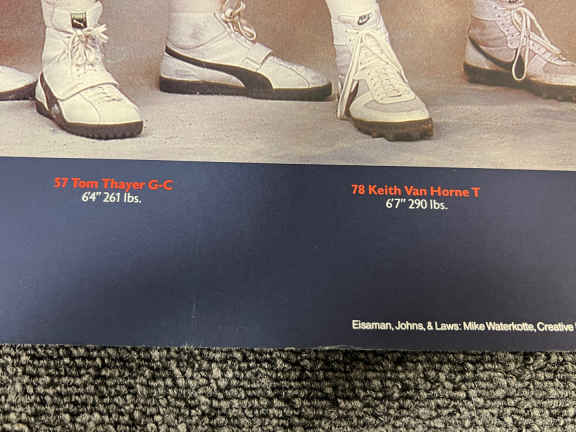 57 Tom Thayer G-C
6'4" 261 lbs.
78 Keith Van Horne T
6'7" 290 lbs.
Eisaman, Johns, & Laws: Mike Waterkotte, Creative